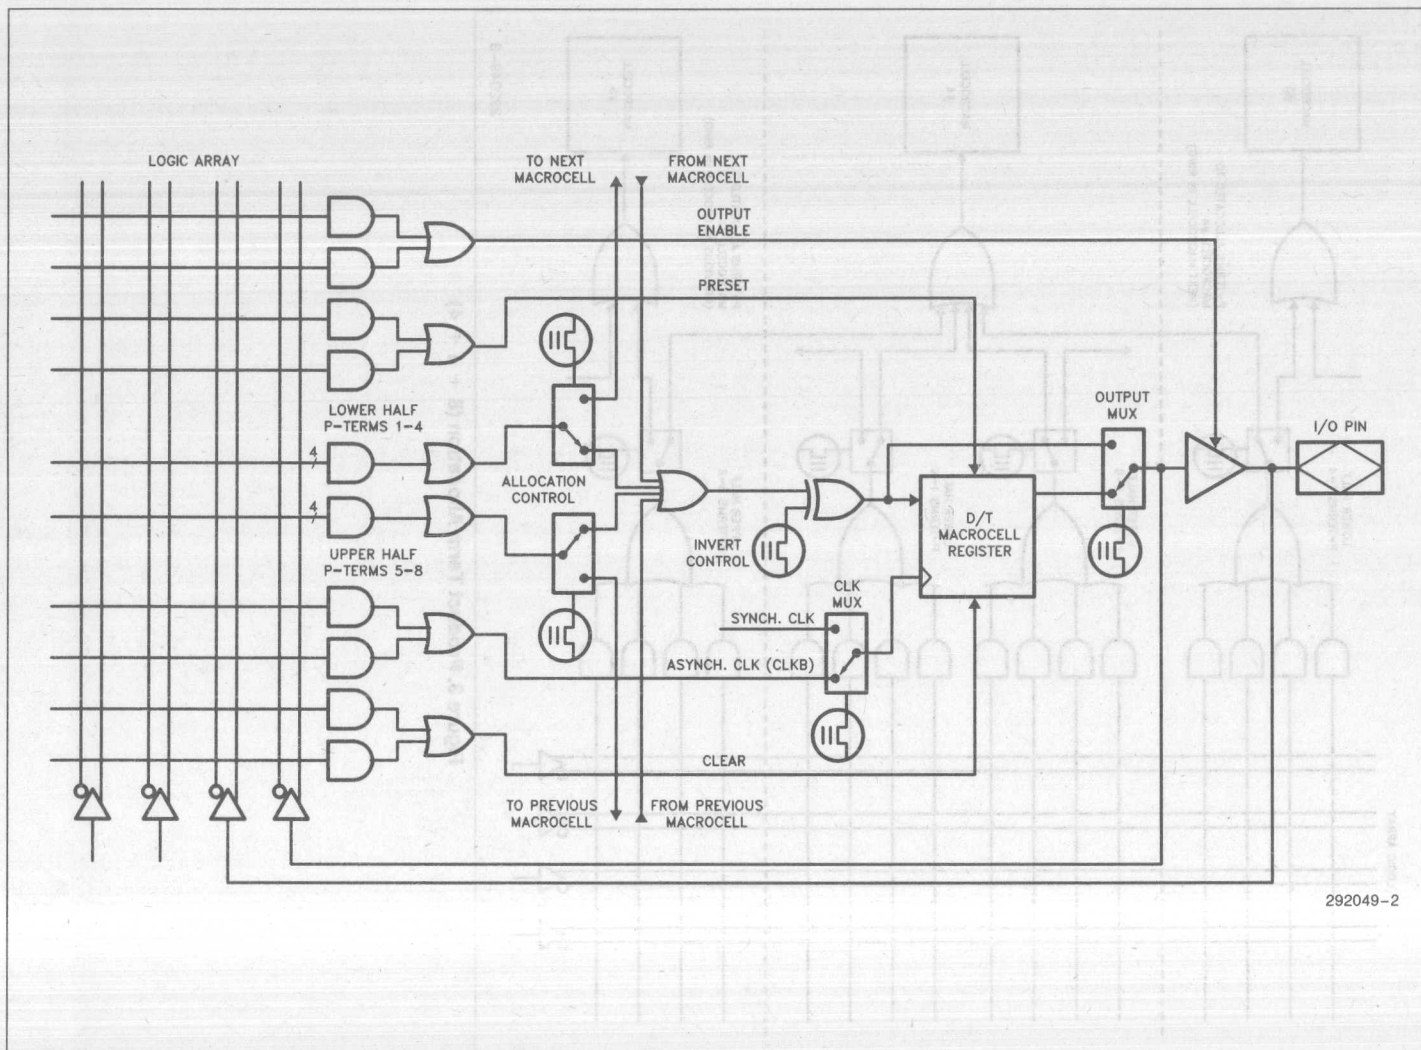 LOGIC ARRAY
TO NEXT
MACROCELL
FROM NEXT
MACROCELL
OUTPUT
ENABLE
PRESET
LOWER HALF
P-TERMS 1-4
4
ALLOCATION
CONTROL
4
UPPER HALF
P-TERMS 5-8
INVERT
CONTROL
D/T
MACROCELL
REGISTER
OUTPUT
MUX
I/O PIN
CLK
MUX
SYNCH. CLK
ASYNCH. CLK (CLKB)
CLEAR
TO PREVIOUS
MACROCELL
FROM PREVIOUS
MACROCELL
292049-2